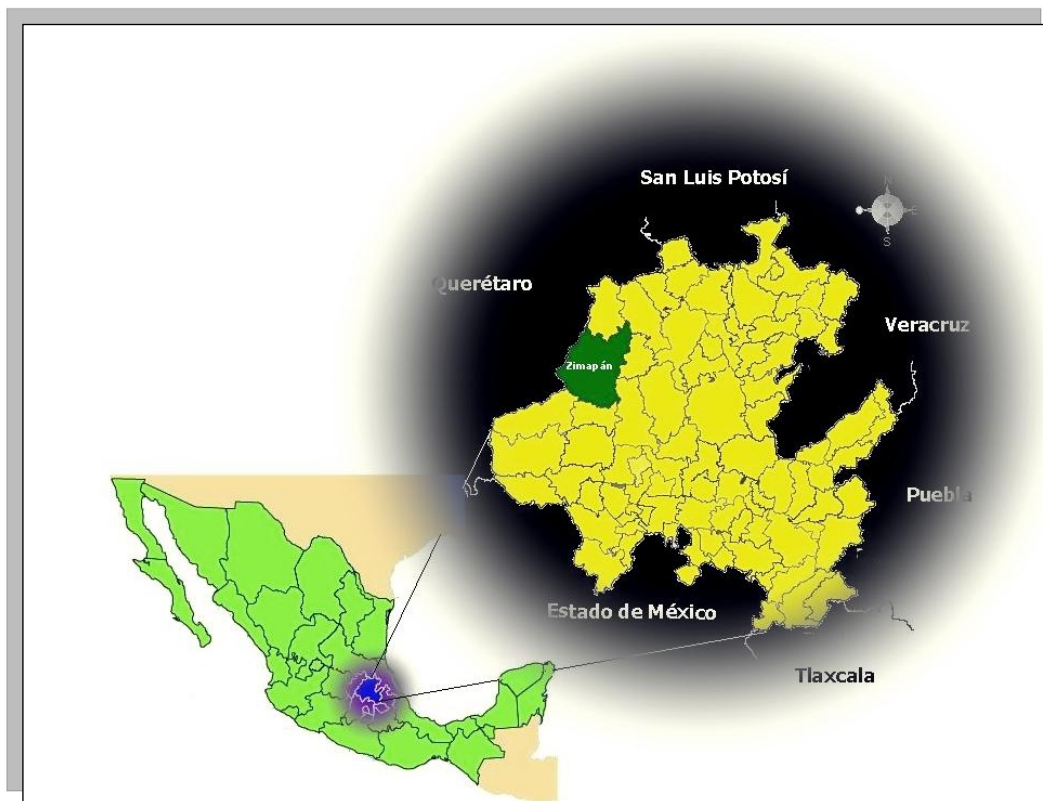 San Luis Potosí
N
E
S
Querétaro
Veracruz
Zimapán
Puebla
Estado de México
Tlaxcala